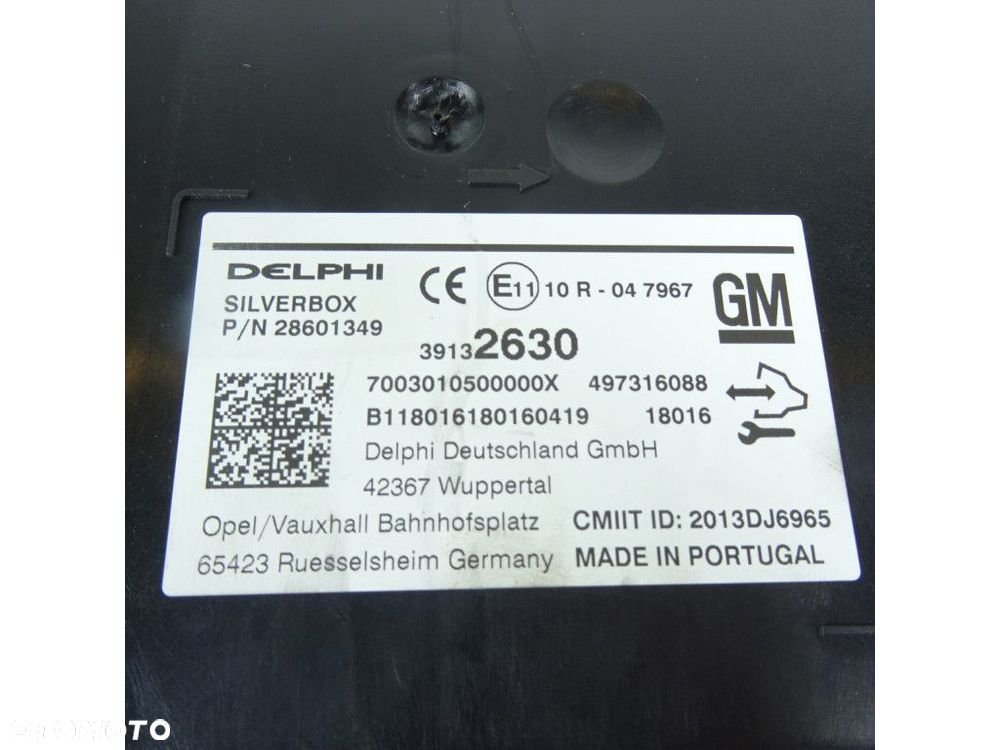 DELPHI
CE E11 10 R - 04 7967
GM
SILVERBOX
P/N 28601349
39132630
7003010500000X 497316088
B118016180160419 18016
Delphi Deutschland GmbH
42367 Wuppertal
Opel/Vauxhall Bahnhofsplatz CMIIT ID: 2013DJ6965
65423 Ruesselsheim Germany MADE IN PORTUGAL
OTOMOTO